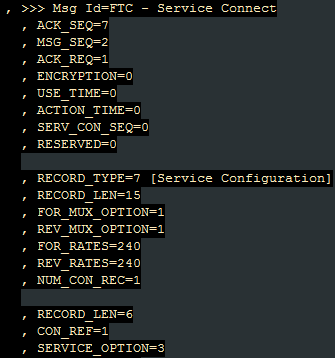 , >>> Msg Id=FTC - Service Connect
, ACK_SEQ=7
, MSG_SEQ=2
, ACK_REQ=1
, ENCRYPTION=0
, USE_TIME=0
, ACTION_TIME=0
, SERV_CON_SEQ=0
, RESERVED=0
, RECORD_TYPE=7 [Service Configuration]
, RECORD_LEN=15
, FOR_MUX_OPTION=1
, REV_MUX_OPTION=1
, FOR_RATES=240
, REV_RATES=240
, NUM_CON_REC=1
, RECORD_LEN=6
, CON_REF=1
, SERVICE_OPTION=3